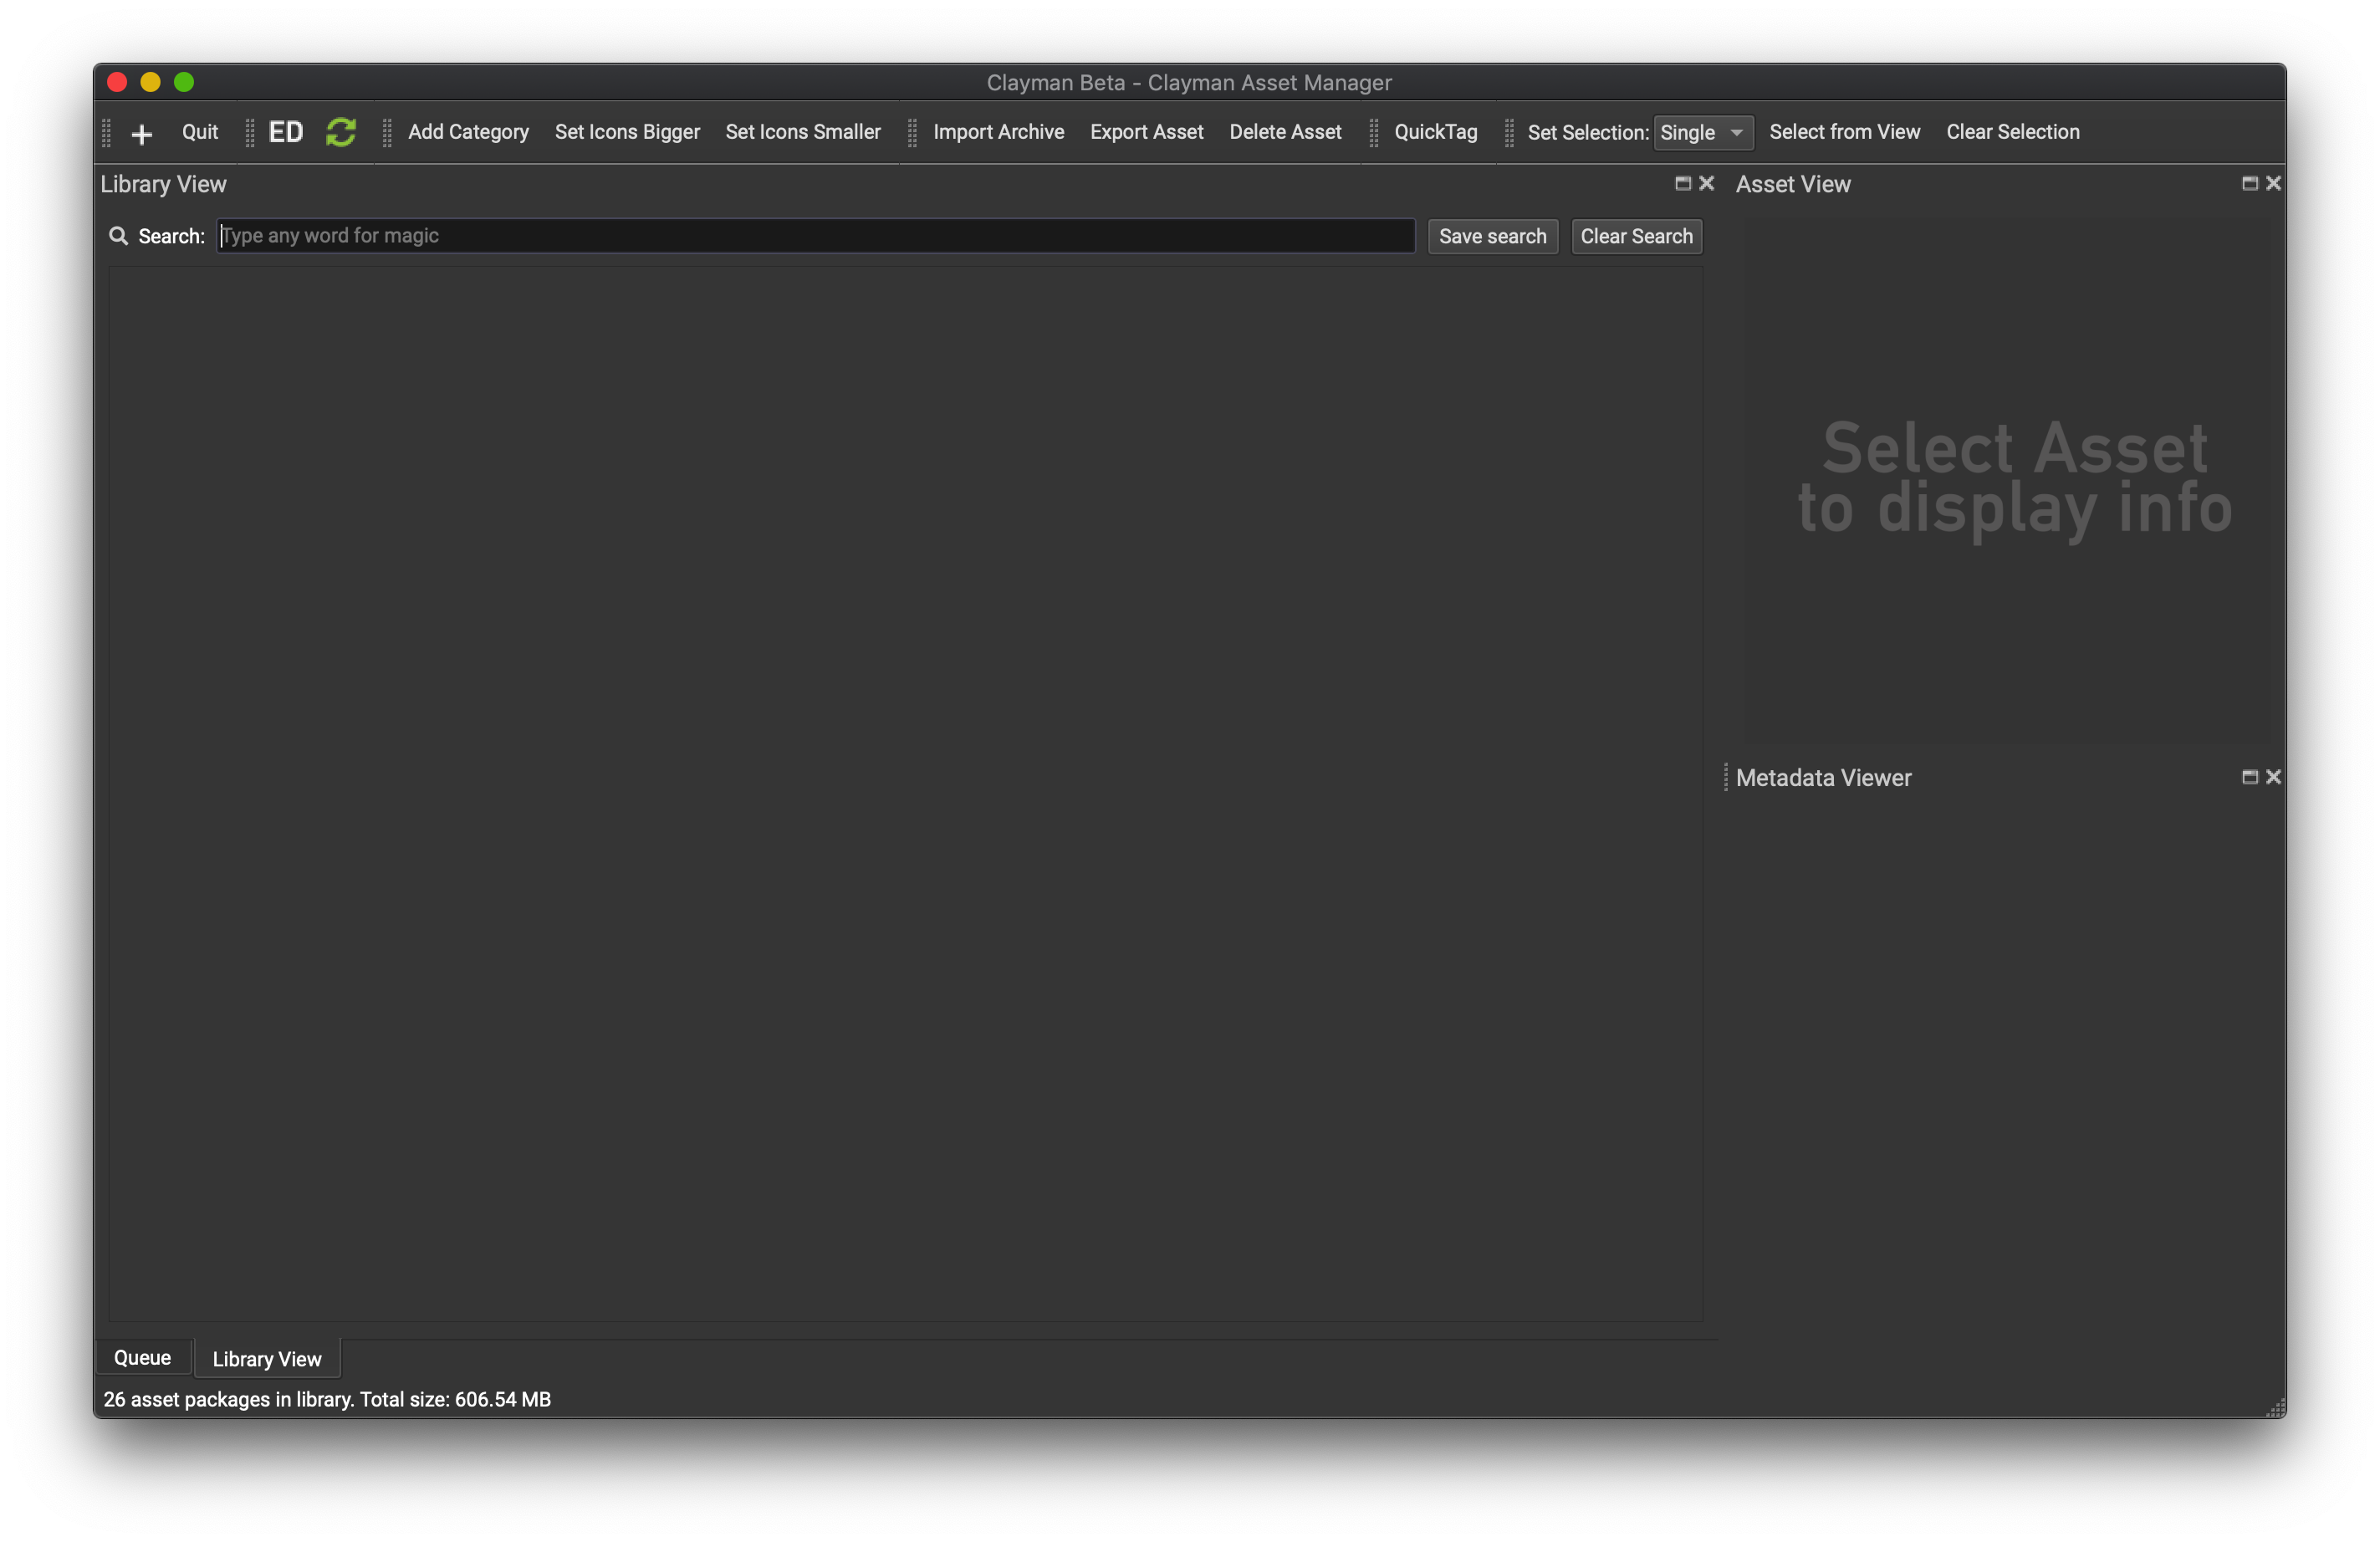 Clayman Beta - Clayman Asset Manager
+ Quit ED Add Category Set Icons Bigger Set Icons Smaller Import Archive Export Asset Delete Asset QuickTag Set Selection: Single Select from View Clear Selection
Library View
Asset View
Search: Type any word for magic Save search Clear Search
Select Asset
to display info
Metadata Viewer
Queue Library View
26 asset packages in library. Total size: 606.54 MB